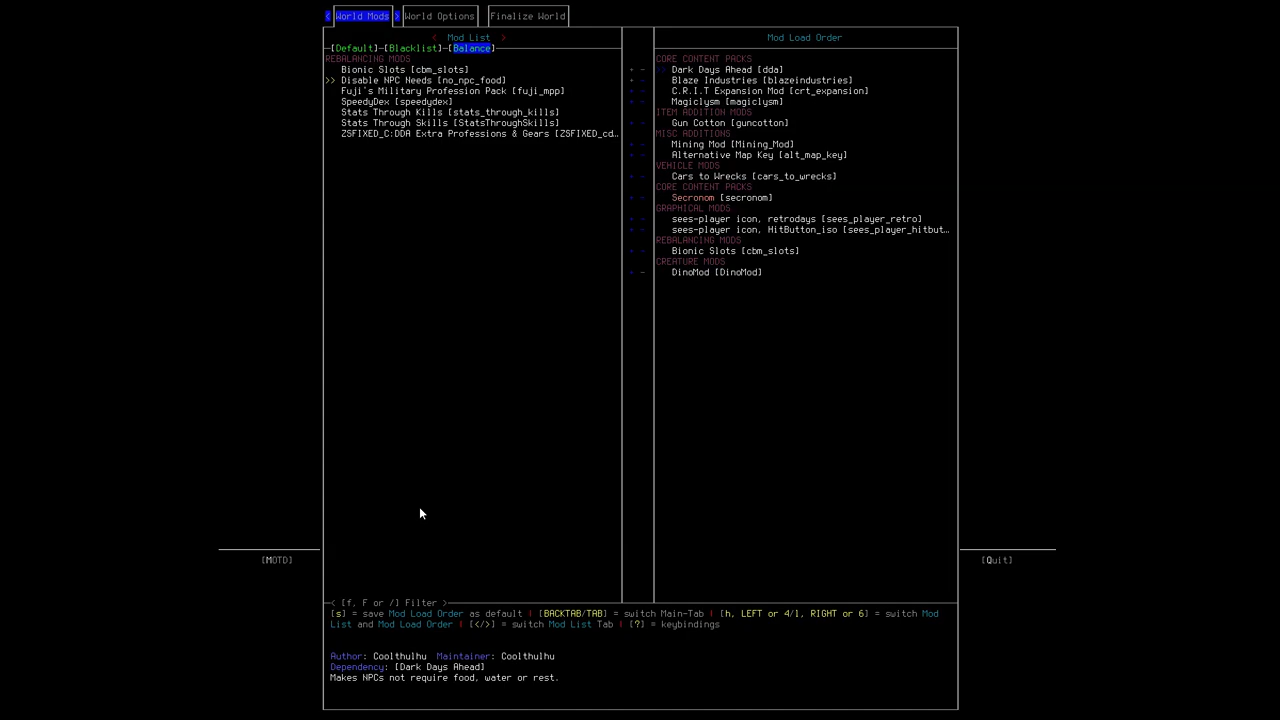 < World Mods > World Options Finalize World
< Mod List >
[Default]—[Blacklist]—[Balance]
REBALANCING MODS
Bionic Slots [cbm_slots]
>> Disable NPC Needs [no_npc_food]
Fuji's Military Profession Pack [fuji_mpp]
SpeedyDex [speedydex]
Stats Through Kills [stats_through_kills]
Stats Through Skills [StatsThroughSkills]
ZSFIXED_C:DDA Extra Professions & Gears [ZSFIXED_cd…
Mod Load Order
CORE CONTENT PACKS
>> Dark Days Ahead [dda]
Blaze Industries [blazeindustries]
C.R.I.T Expansion Mod [crt_expansion]
Magiclysm [magiclysm]
ITEM ADDITION MODS
Gun Cotton [guncotton]
MISC ADDITIONS
Mining Mod [Mining_Mod]
Alternative Map Key [alt_map_key]
VEHICLE MODS
Cars to Wrecks [cars_to_wrecks]
CORE CONTENT PACKS
Secronom [secronom]
GRAPHICAL MODS
sees-player icon, retrodays [sees_player_retro]
sees-player icon, HitButton_iso [sees_player_hitbut…
REBALANCING MODS
Bionic Slots [cbm_slots]
CREATURE MODS
DinoMod [DinoMod]
[MOTD]
[Quit]
< [f, F or /] Filter >
[s] = save Mod Load Order as default | [BACKTAB/TAB] = switch Main-Tab | [h, LEFT or 4/l, RIGHT or 6] = switch Mod
List and Mod Load Order | [</>] = switch Mod List Tab | [?] = keybindings
Author: Coolthulhu Maintainer: Coolthulhu
Dependency: [Dark Days Ahead]
Makes NPCs not require food, water or rest.